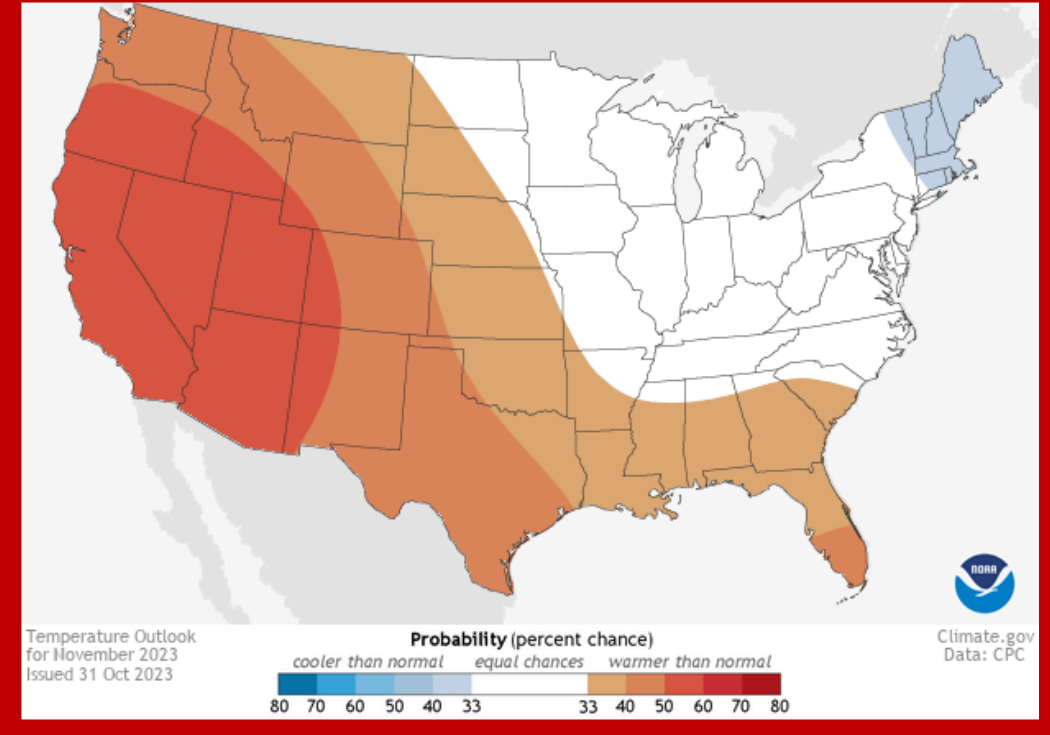 NOAA
Temperature Outlook
for November 2023
Issued 31 Oct 2023
Probability (percent chance)
cooler than normal equal chances warmer than normal
80 70 60 50 40 33 33 40 50 60 70 80
Climate.gov
Data: CPC